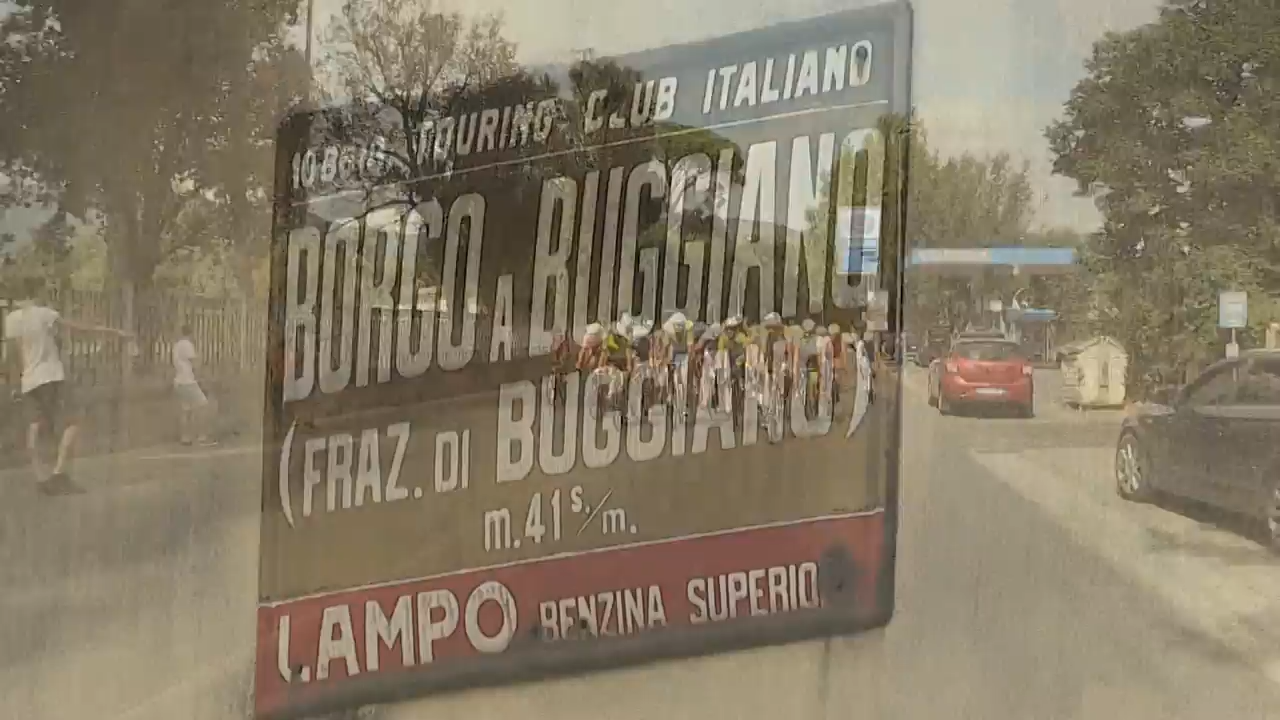 TOURING CLUB ITALIANO
BORGO A BUGGIANO
(FRAZ. DI BUGGIANO)
m.41 s./m.
LAMPO BENZINA SUPERIO